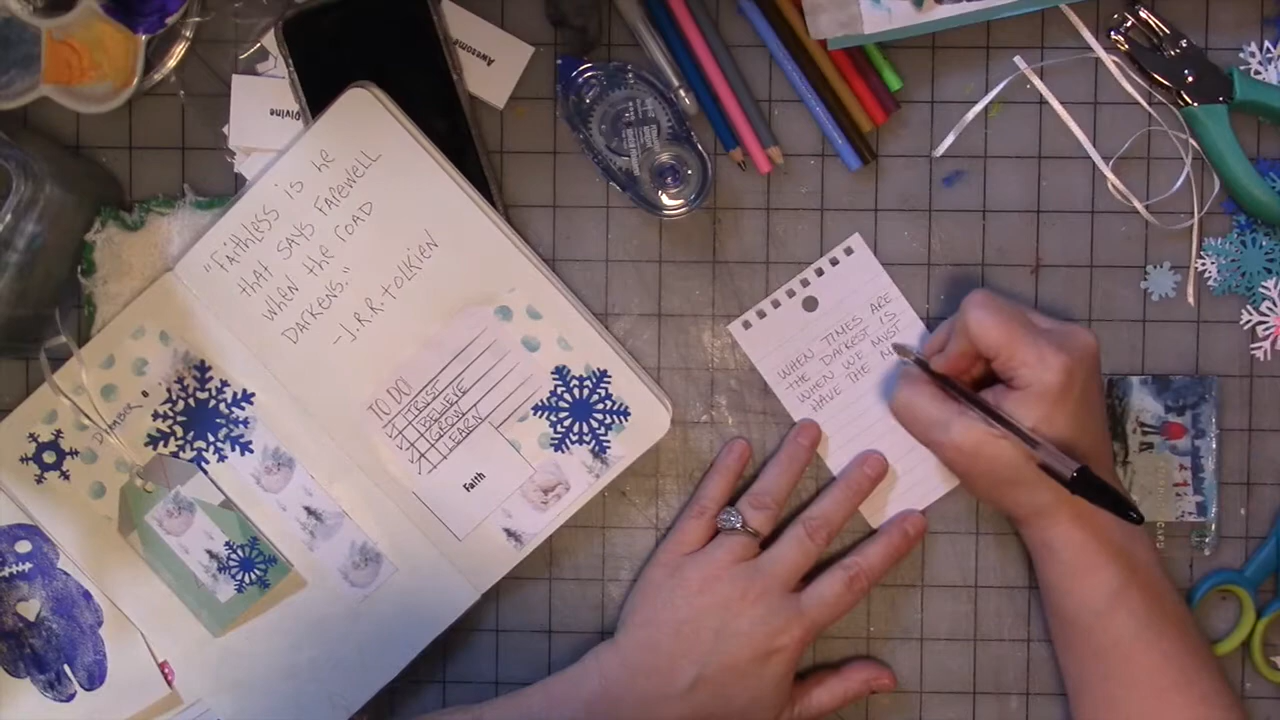 Awesome
Divine
"FAITHLESS IS HE
THAT SAYS FAREWELL
WHEN THE ROAD
DARKENS."
-J.R.R. TOLKIEN
TO DO!
TRUST
BELIEVE
GROW
LEARN
Faith
WHEN TIMES ARE
THE DARKEST IS
WHEN WE MUST
HAVE THE M